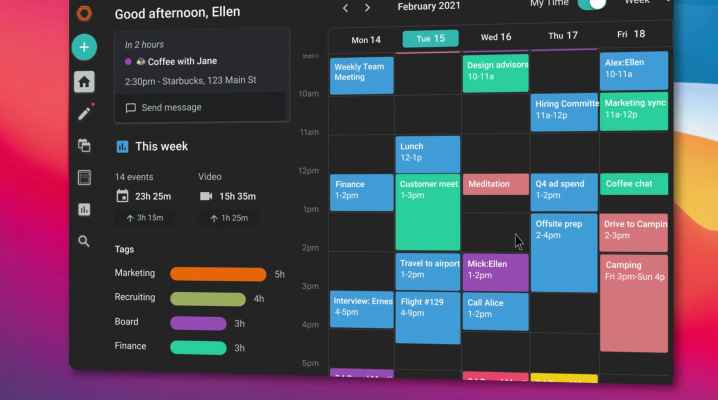 Good afternoon, Ellen
In 2 hours
Coffee with Jane
2:30pm - Starbucks, 123 Main St
Send message
This week
14 events
Video
23h 25m
15h 35m
3h 15m
1h 25m
Tags
Marketing
5h
Recruiting
4h
Board
3h
Finance
3h
February 2021
My Time
Week
Mon 14
Tue 15
Wed 16
Thu 17
Fri 18
9am
10am
11am
12pm
1pm
2pm
3pm
4pm
5pm
Weekly Team
Meeting
Finance
1-2pm
Interview: Ernes
4-5pm
Lunch
12-1p
Customer meet
1-3pm
Travel to airport
1-2pm
Flight #129
4-9pm
Design advisors
10-11a
Meditation
Mick:Ellen
1-2pm
Call Alice
1-2pm
Hiring Committe
11a-12p
Q4 ad spend
1-2pm
Offsite prep
2-4pm
Alex:Ellen
10-11a
Marketing sync
11a-12p
Coffee chat
Drive to Campin
2-3pm
Camping
Fri 3pm-Sun 4p